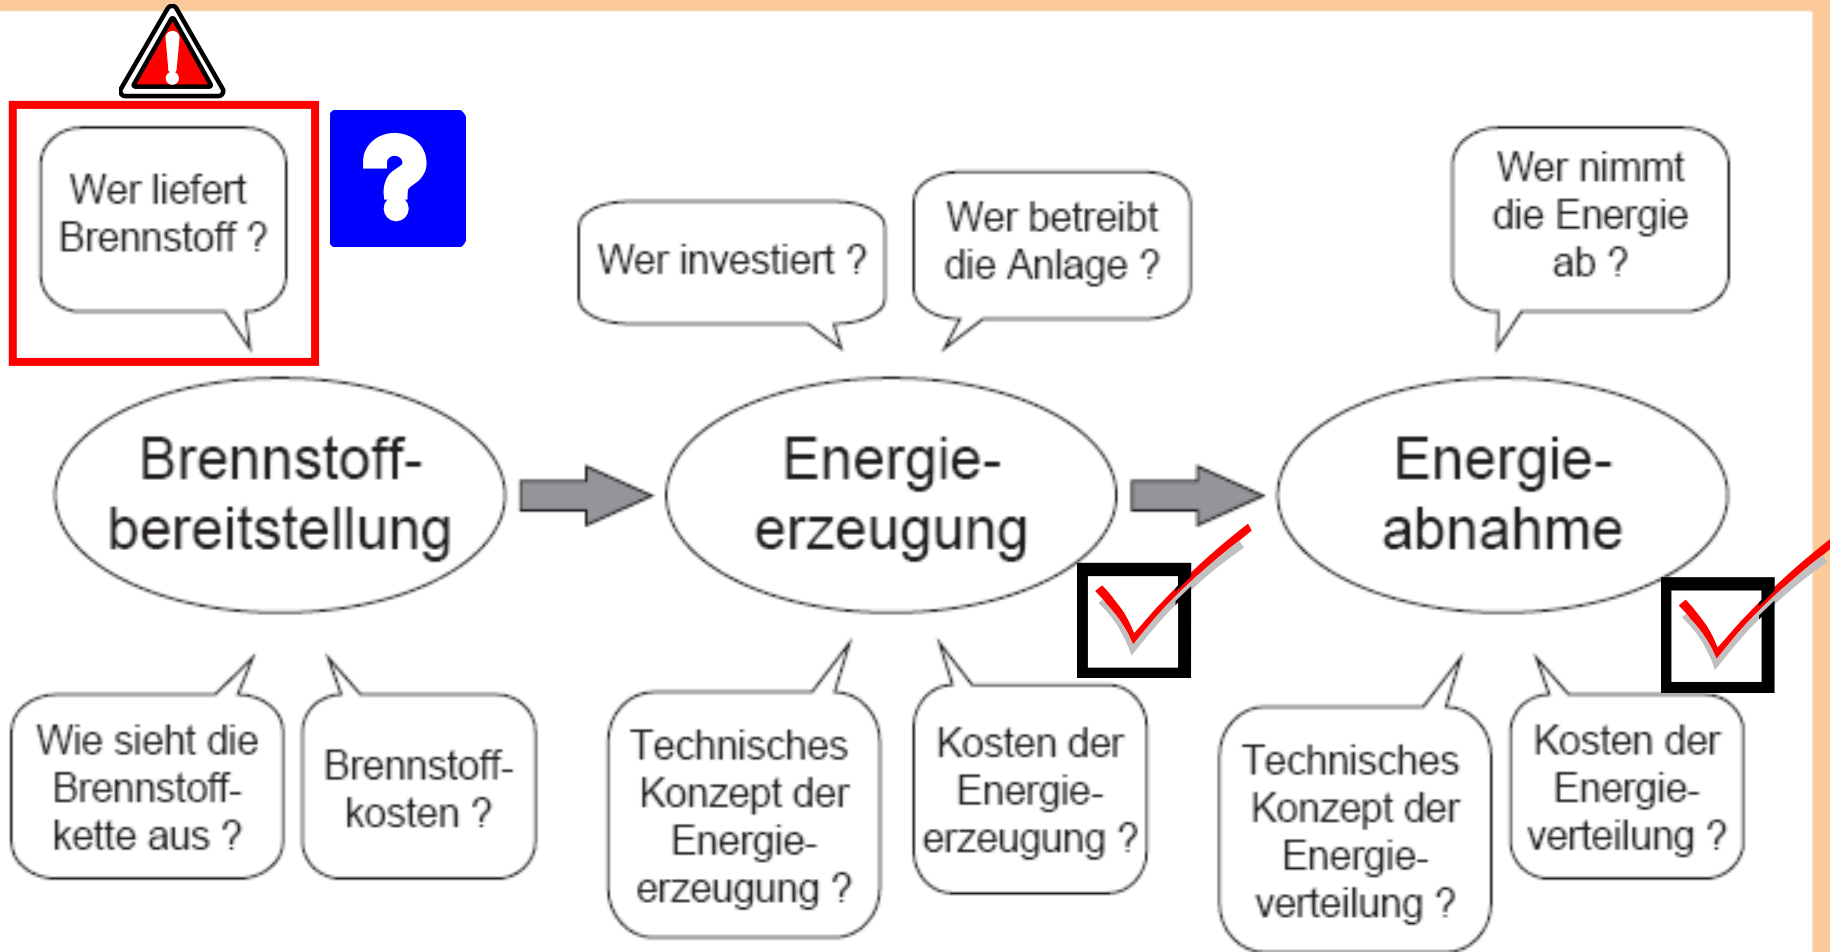 Wer liefert
Brennstoff ?
?
Wer investiert ?
Wer betreibt
die Anlage ?
Wer nimmt
die Energie
ab ?
Brennstoff-
bereitstellung
Energie-
erzeugung
Energie-
abnahme
Wie sieht die
Brennstoff-
kette aus ?
Brennstoff-
kosten ?
Technisches
Konzept der
Energie-
erzeugung ?
Kosten der
Energie-
erzeugung ?
Technisches
Konzept der
Energie-
verteilung ?
Kosten der
Energie-
verteilung ?